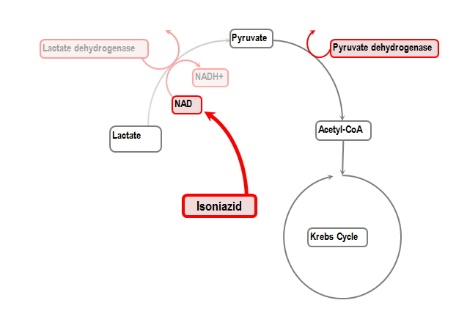 Pyruvate
Lactate dehydrogenase
Pyruvate dehydrogenase
NADH+
NAD
Lactate
Acetyl-CoA
Isoniazid
Krebs Cycle